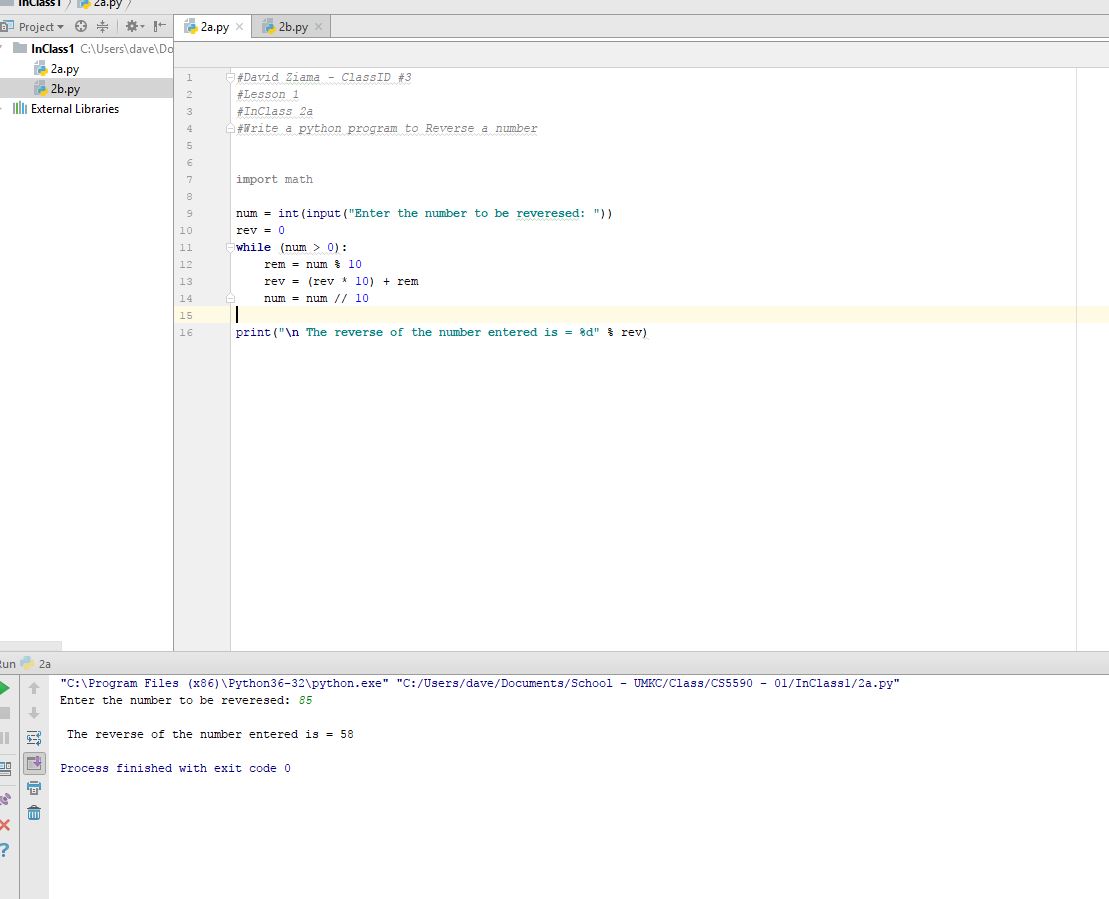 InClass1 2a.py
Project
2a.py 2b.py
InClass1 C:\Users\dave\Do
2a.py
2b.py
External Libraries
1 #David Ziama - ClassID #3
2 #Lesson 1
3 #InClass 2a
4 #Write a python program to Reverse a number
5
6
7 import math
8
9 num = int(input("Enter the number to be reveresed: "))
10 rev = 0
11 while (num > 0):
12 rem = num % 10
13 rev = (rev * 10) + rem
14 num = num // 10
15
16 print("\n The reverse of the number entered is = %d" % rev)
Run 2a
"C:\Program Files (x86)\Python36-32\python.exe" "C:/Users/dave/Documents/School - UMKC/Class/CS5590 - 01/InClass1/2a.py"
Enter the number to be reveresed: 85
The reverse of the number entered is = 58
Process finished with exit code 0